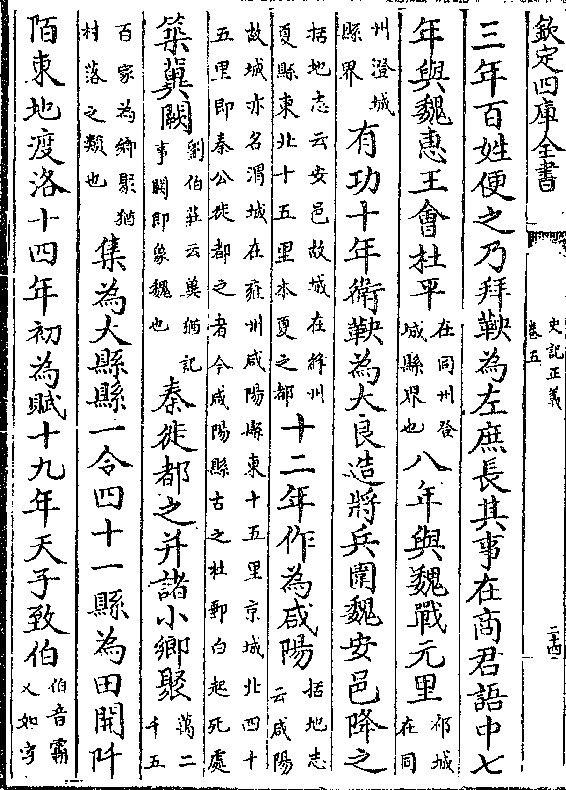 欽定四庫全書
史記正義
卷五
二十四
三年百姓便之乃拜鞅為左庶長其事在商君語中七
年與魏惠王會杜平
在同州登
城縣界也
八年與魏戰元里
祁城
在同
州澄城
縣界
有功十年衛鞅為大良造將兵圍魏安邑降之
括地志云安邑故城在絳州
夏縣東北十五里本夏之都
十二年作為咸陽
括地志
云咸陽
故城亦名渭城在雍州咸陽縣東十五里京城北四十
五里即秦公徙都之者今咸陽縣古之杜郵白起死處
築冀闕
劉伯莊云冀猶記
事闕即象魏也
秦徙都之并諸小鄉聚
萬二
千五
百家為鄉聚猶
村落之類也
集為大縣縣一令四十一縣為田開阡
陌東地渡洛十四年初為賦十九年天子致伯
伯音霸
又如字